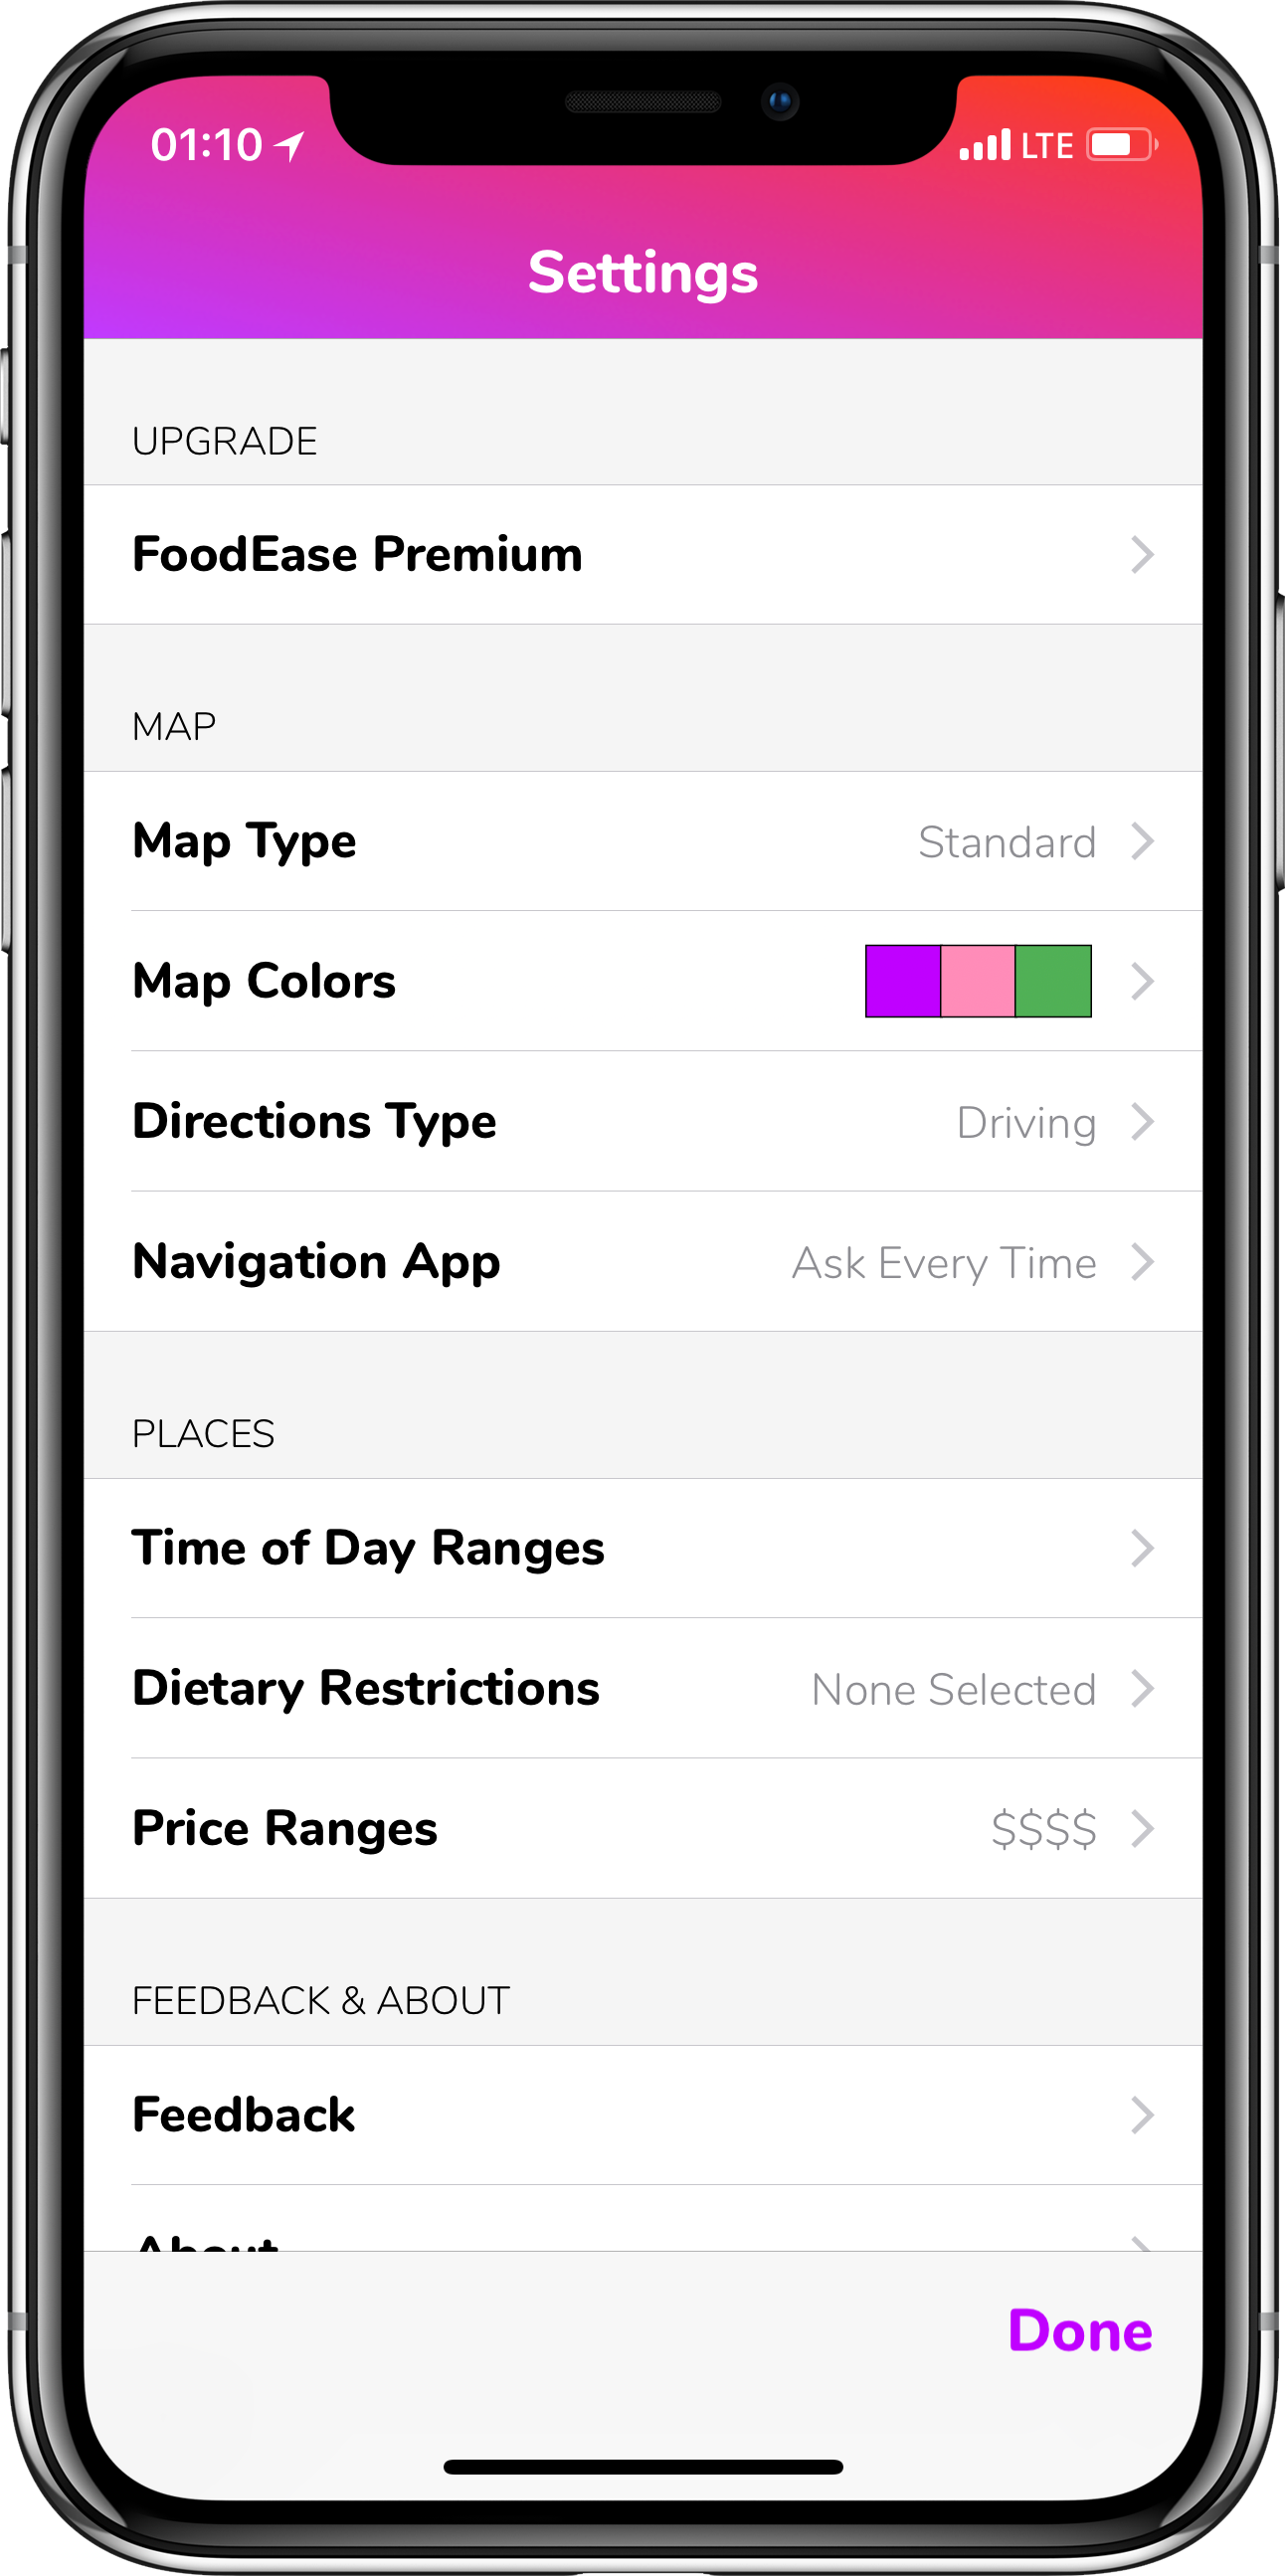 01:10 LTE
Settings
UPGRADE
FoodEase Premium
MAP
Map Type Standard
Map Colors
Directions Type Driving
Navigation App Ask Every Time
PLACES
Time of Day Ranges
Dietary Restrictions None Selected
Price Ranges $$$$
FEEDBACK & ABOUT
Feedback
About
Done